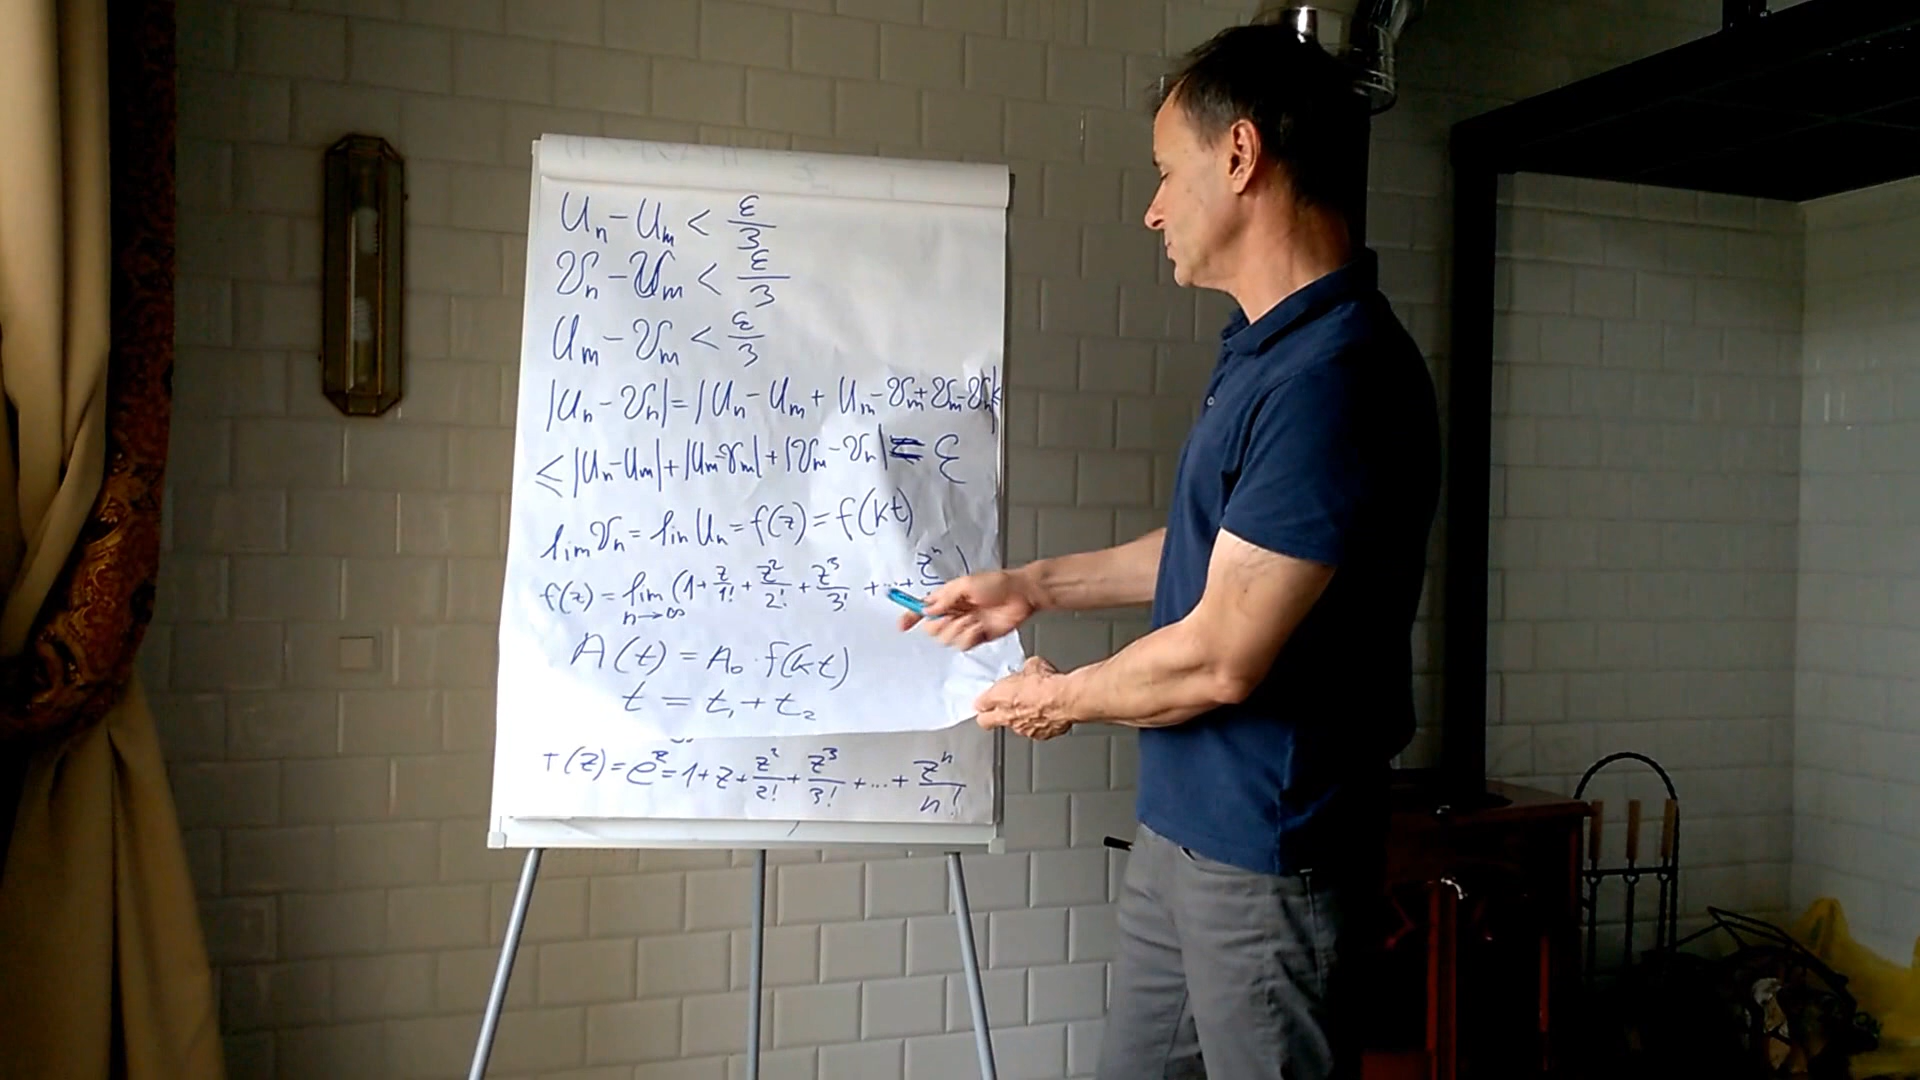 Un - Um < ε/3
Vn - Vm < ε/3
Um - Vm < ε/3
|Un - Vn| = |Un - Um + Um - Vm + Vm - Vn| ≤
≤ |Un - Um| + |Um - Vm| + |Vm - Vn| = ε
lim Vn = lim Un = f(z) = f(kt)
f(z) = lim n→∞ (1 + z/1! + z²/2! + z³/3! + ... + zⁿ
A(t) = A₀ · f(kt)
t = t₁ + t₂
f(z) = e^z = 1 + z + z²/2! + z³/3! + ... + zⁿ/n!